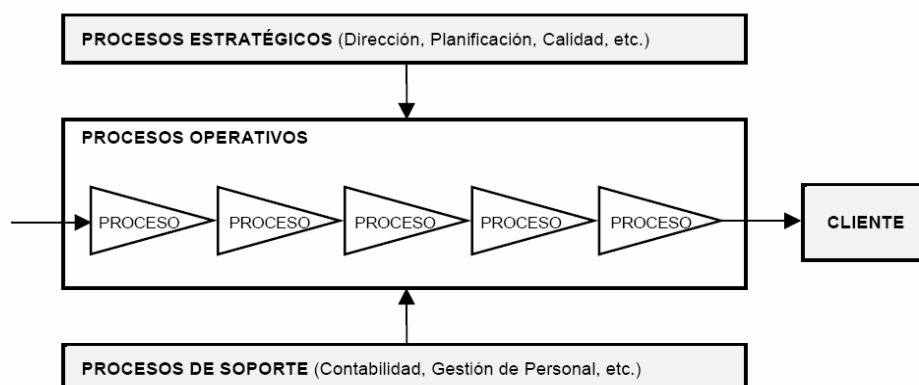 PROCESOS ESTRATÉGICOS (Dirección, Planificación, Calidad, etc.)
PROCESOS OPERATIVOS
PROCESO
PROCESO
PROCESO
PROCESO
PROCESO
CLIENTE
PROCESOS DE SOPORTE (Contabilidad, Gestión de Personal, etc.)